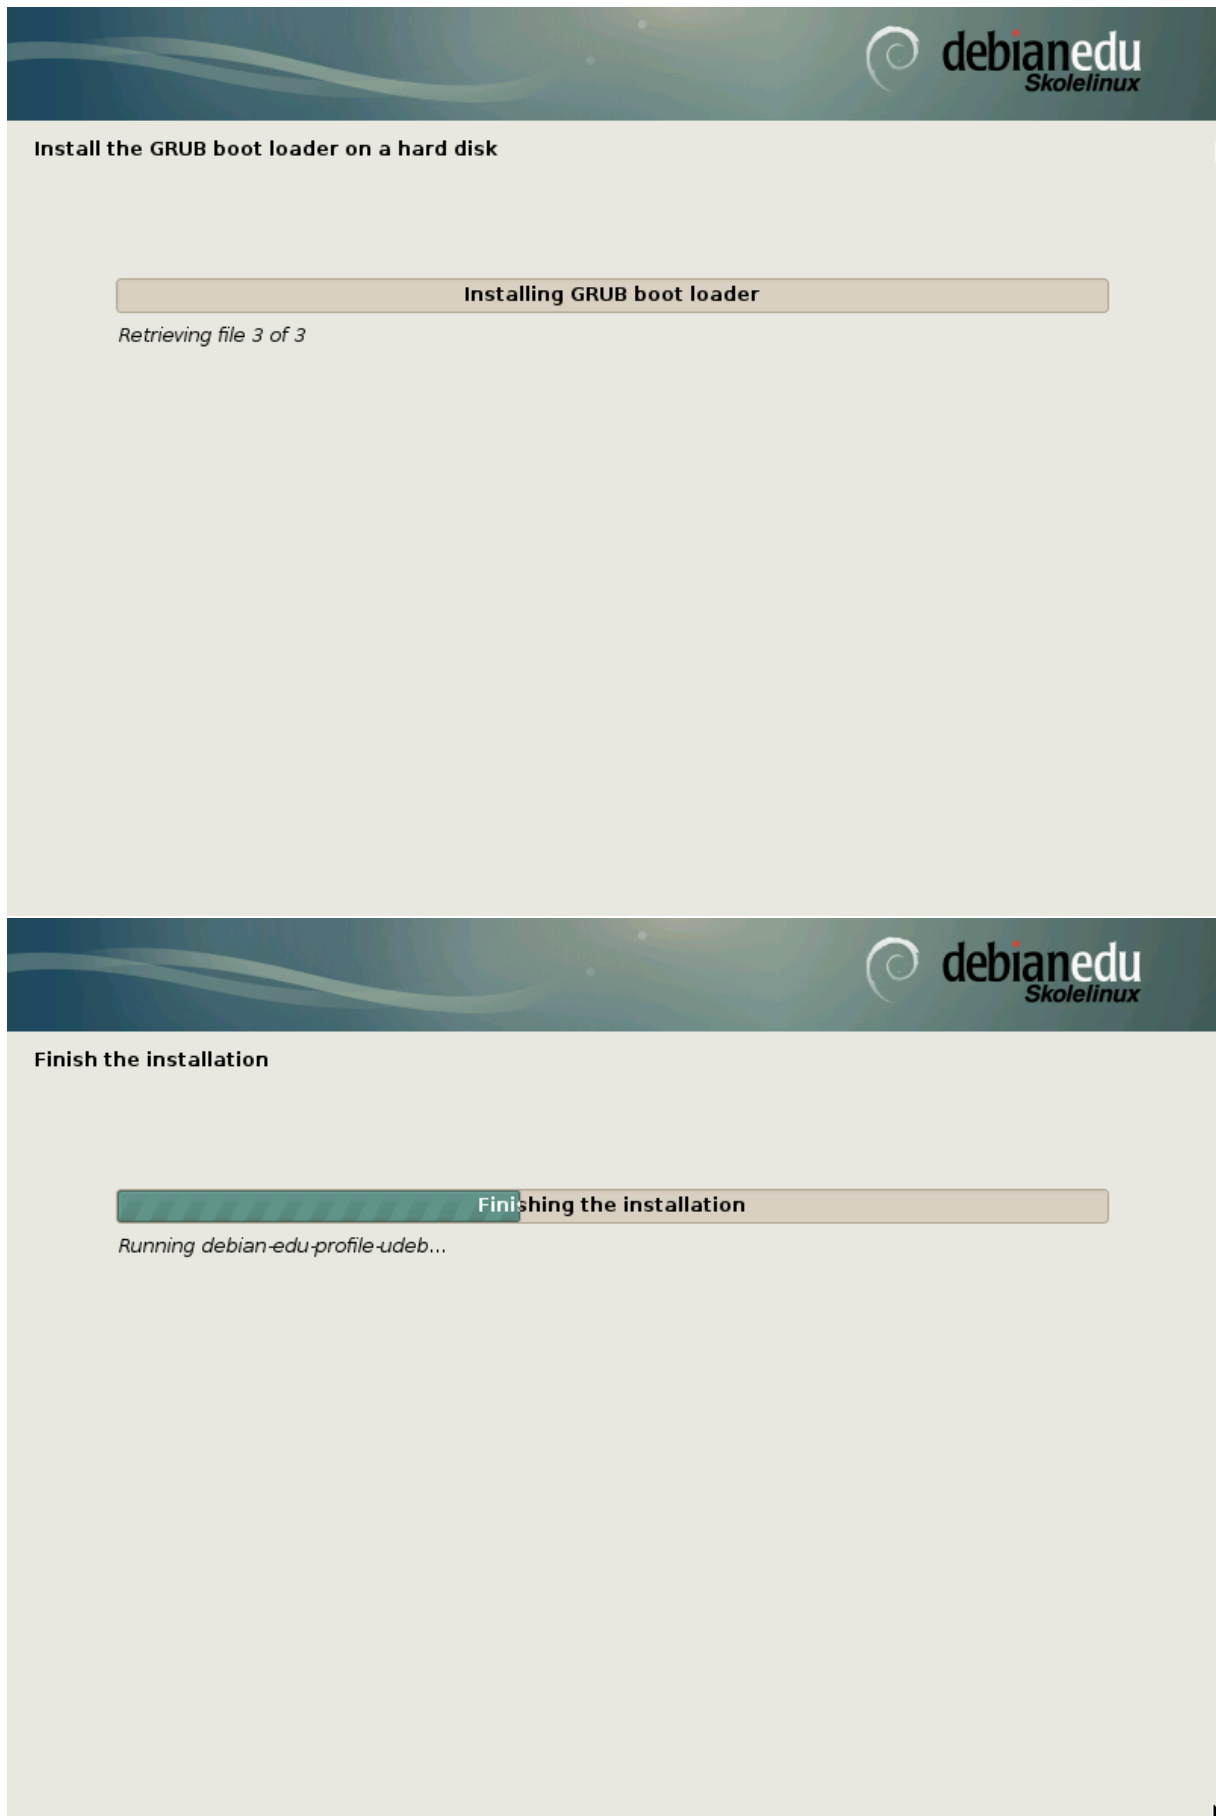 debianedu
Skolelinux
Install the GRUB boot loader on a hard disk
Installing GRUB boot loader
Retrieving file 3 of 3
debianedu
Skolelinux
Finish the installation
Finishing the installation
Running debian-edu-profile-udeb...